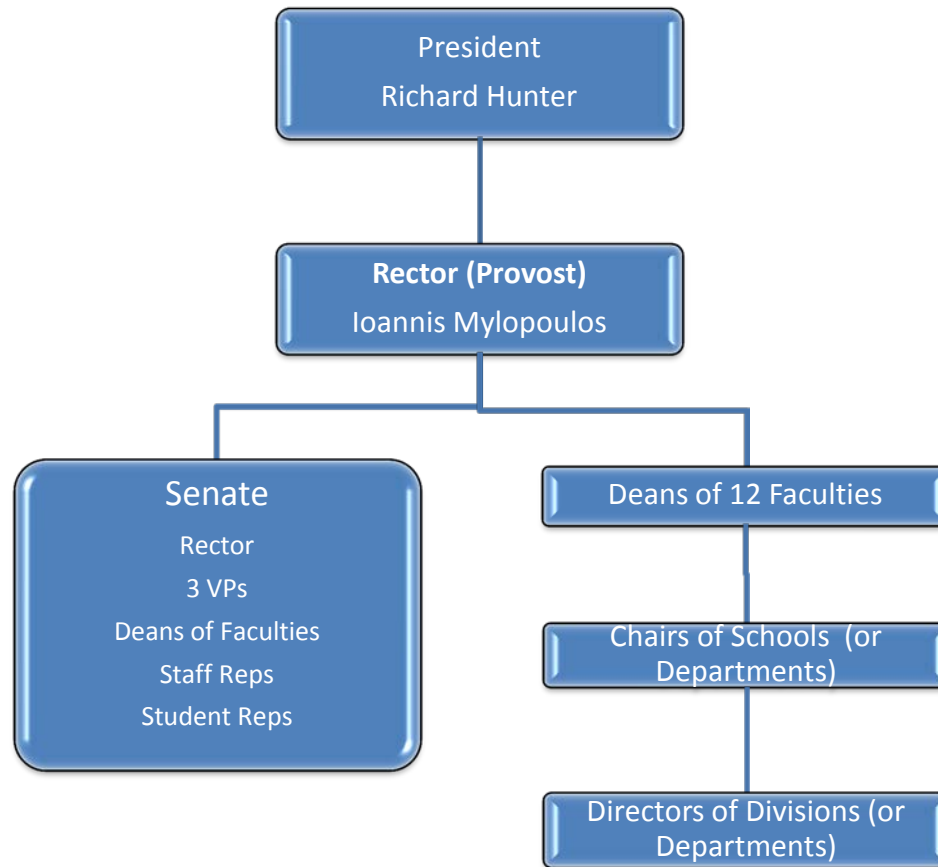 President
Richard Hunter
Rector (Provost)
Ioannis Mylopoulos
Senate
Rector
3 VPs
Deans of Faculties
Staff Reps
Student Reps
Deans of 12 Faculties
Chairs of Schools (or
Departments)
Directors of Divisions (or
Departments)